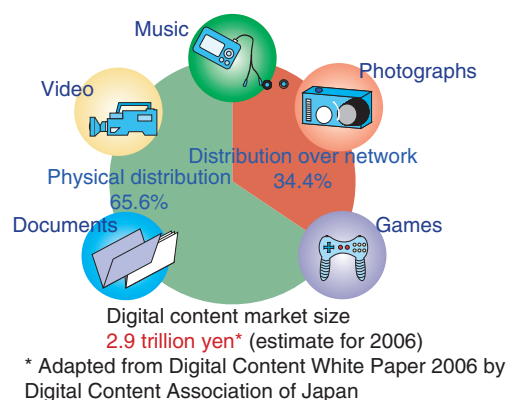 Music
Video
Photographs
Distribution over network
34.4%
Physical distribution
65.6%
Documents
Games
Digital content market size
2.9 trillion yen* (estimate for 2006)
* Adapted from Digital Content White Paper 2006 by
Digital Content Association of Japan